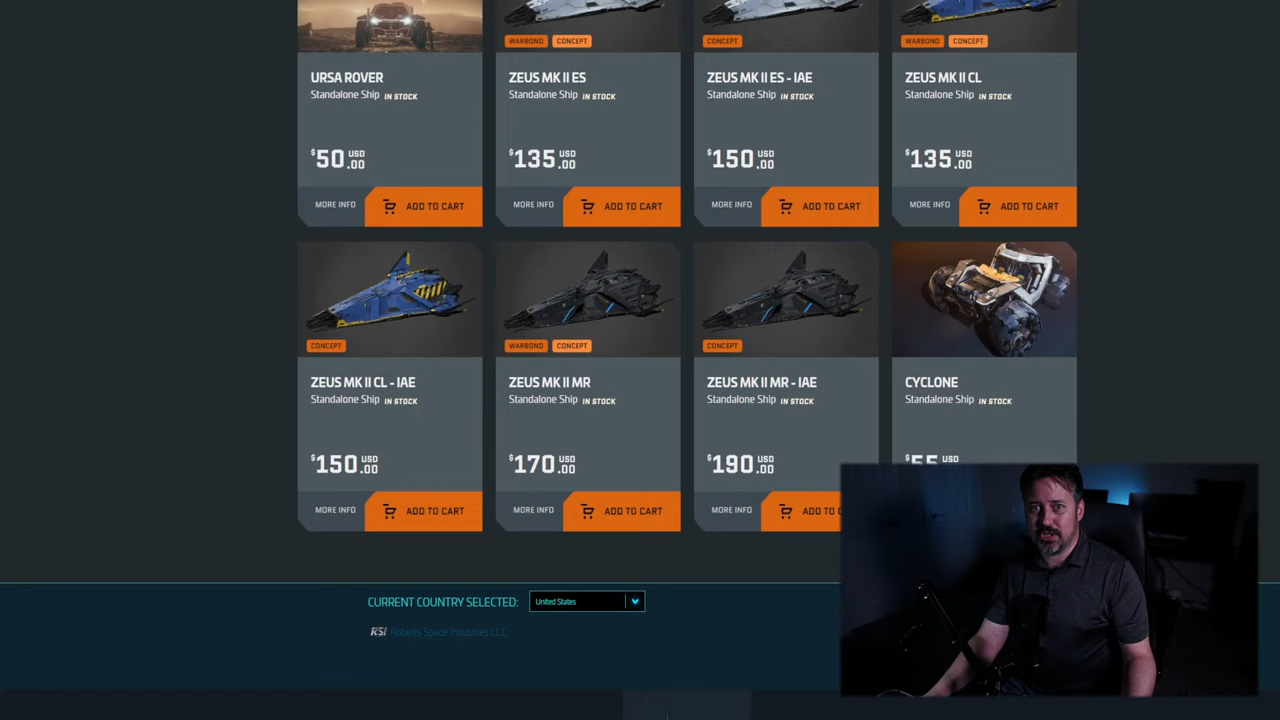 WARBOND CONCEPT
CONCEPT
WARBOND CONCEPT
URSA ROVER
Standalone Ship IN STOCK
$50 USD .00
MORE INFO
ADD TO CART
ZEUS MK II ES
Standalone Ship IN STOCK
$135 USD .00
MORE INFO
ADD TO CART
ZEUS MK II ES - IAE
Standalone Ship IN STOCK
$150 USD .00
MORE INFO
ADD TO CART
ZEUS MK II CL
Standalone Ship IN STOCK
$135 USD .00
MORE INFO
ADD TO CART
CONCEPT
ZEUS MK II CL - IAE
Standalone Ship IN STOCK
$150 USD .00
MORE INFO
ADD TO CART
WARBOND CONCEPT
ZEUS MK II MR
Standalone Ship IN STOCK
$170 USD .00
MORE INFO
ADD TO CART
CONCEPT
ZEUS MK II MR - IAE
Standalone Ship IN STOCK
$190 USD .00
MORE INFO
ADD TO
CYCLONE
Standalone Ship IN STOCK
$55 USD
CURRENT COUNTRY SELECTED: United States
RSI Roberts Space Industries LLC.